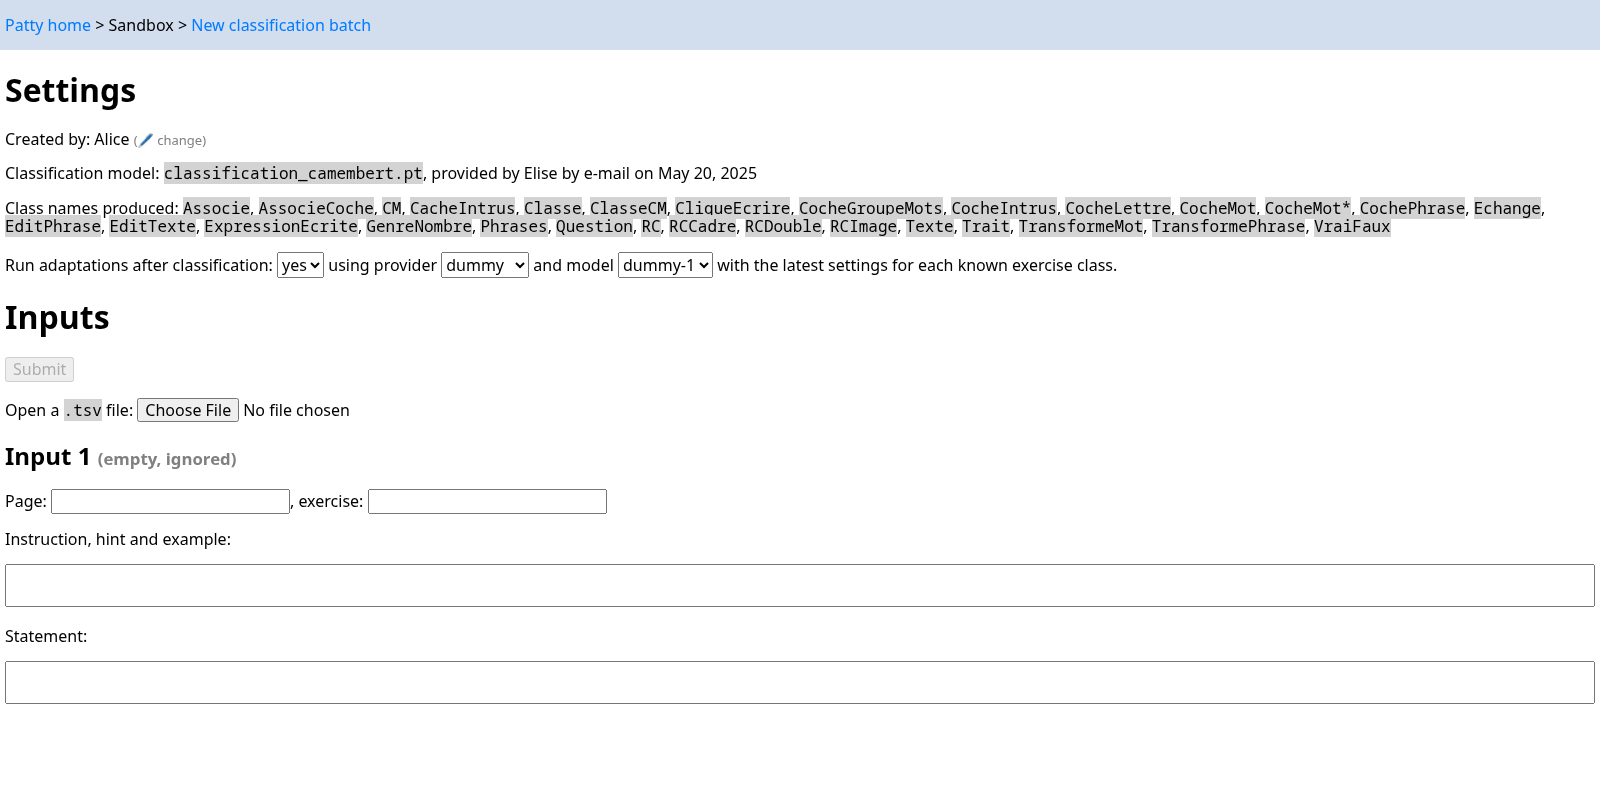 Patty home > Sandbox > New classification batch
Settings
Created by: Alice (🖊️ change)
Classification model: classification_camembert.pt, provided by Elise by e-mail on May 20, 2025
Class names produced: Associe, AssocieCoche, CM, CacheIntrus, Classe, ClasseCM, CliqueEcrire, CocheGroupeMots, CocheIntrus, CocheLettre, CocheMot, CocheMot*, CochePhrase, Echange,
EditPhrase, EditTexte, ExpressionEcrite, GenreNombre, Phrases, Question, RC, RCCadre, RCDouble, RCImage, Texte, Trait, TransformeMot, TransformePhrase, VraiFaux
Run adaptations after classification: yes using provider dummy and model dummy-1 with the latest settings for each known exercise class.
Inputs
Submit
Open a .tsv file: Choose File No file chosen
Input 1 (empty, ignored)
Page: , exercise:
Instruction, hint and example:
Statement: